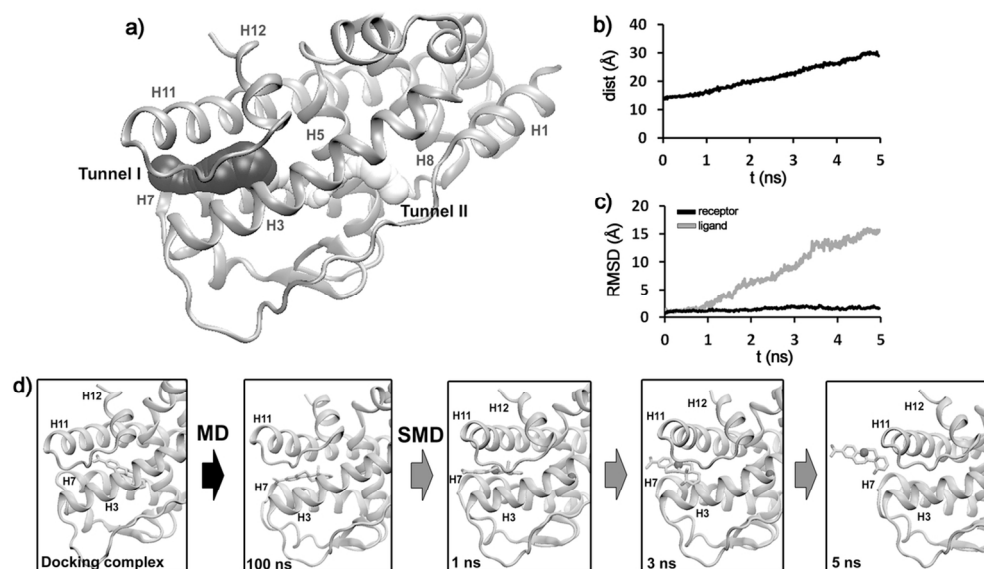 a)
H12
H11
H5
H1
H8
Tunnel I
H7
H3
Tunnel II
b)
dist (Å)
40
30
20
10
0
0 1 2 3 4 5
t (ns)
c)
receptor
ligand
RMSD (Å)
20
15
10
5
0
0 1 2 3 4 5
t (ns)
d)
H12
H11
H7
H3
Docking complex
MD
H11
H7
H3
100 ns
SMD
H12
H11
H7
H3
1 ns
H12
H11
H7
H3
3 ns
H12
H11
H7
H3
5 ns